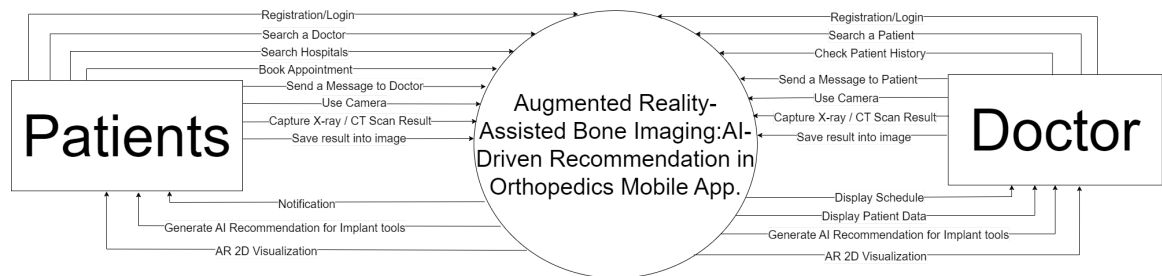 Registration/Login
Search a Doctor
Search Hospitals
Book Appointment
Send a Message to Doctor
Use Camera
Capture X-ray / CT Scan Result
Save result into image
Patients
Notification
Generate AI Recommendation for Implant tools
AR 2D Visualization
Augmented Reality-
Assisted Bone Imaging:AI-
Driven Recommendation in
Orthopedics Mobile App.
Registration/Login
Search a Patient
Check Patient History
Send a Message to Patient
Use Camera
Capture X-ray / CT Scan Result
Save result into image
Doctor
Display Schedule
Display Patient Data
Generate AI Recommendation for Implant tools
AR 2D Visualization